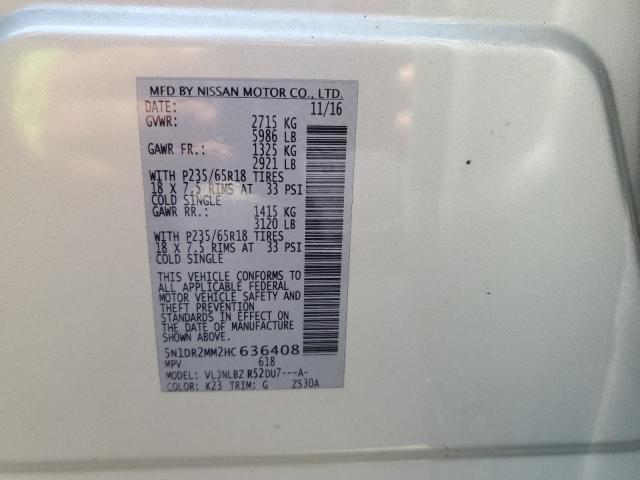 MFD BY NISSAN MOTOR CO., LTD.
DATE: 11/16
GVWR: 2715 KG
5986 LB
GAWR FR.: 1325 KG
2921 LB
WITH P235/65R18 TIRES
18 X 7.5 RIMS AT 33 PSI
COLD SINGLE
GAWR RR.: 1415 KG
3120 LB
WITH P235/65R18 TIRES
18 X 7.5 RIMS AT 33 PSI
COLD SINGLE
THIS VEHICLE CONFORMS TO
ALL APPLICABLE FEDERAL
MOTOR VEHICLE SAFETY AND
THEFT PREVENTION
STANDARDS IN EFFECT ON
THE DATE OF MANUFACTURE
SHOWN ABOVE.
5N1DR2MM2HC 636408
MPV 618
MODEL: VLJNLBZ R52DU7---A-
COLOR: K23 TRIM: G ZS30A